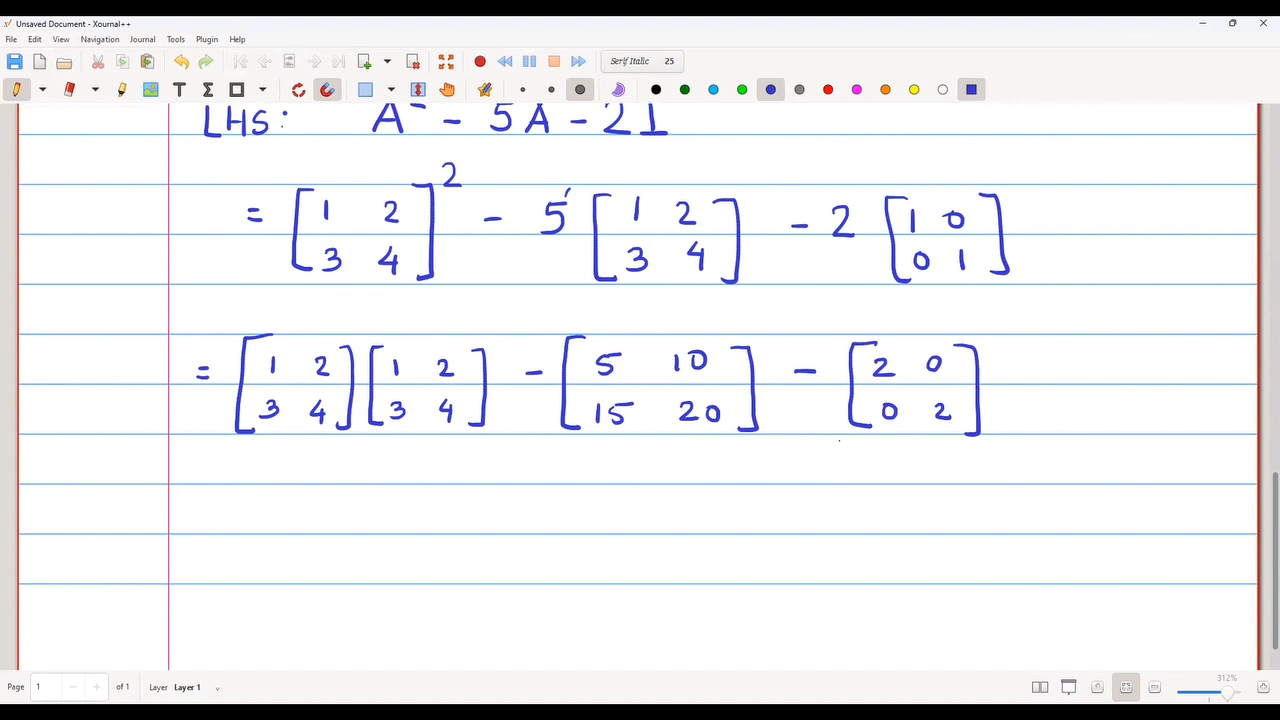 Unsaved Document - Xournal++
File Edit View Navigation Journal Tools Plugin Help
Serif Italic 25
LHS: A² - 5A - 2I
= [1 2]² - 5 [1 2] - 2 [1 0]
[3 4] [3 4] [0 1]
= [1 2] [1 2] - [5 10] - [2 0]
[3 4] [3 4] [15 20] [0 2]
Page 1 of 1 Layer Layer 1 312%